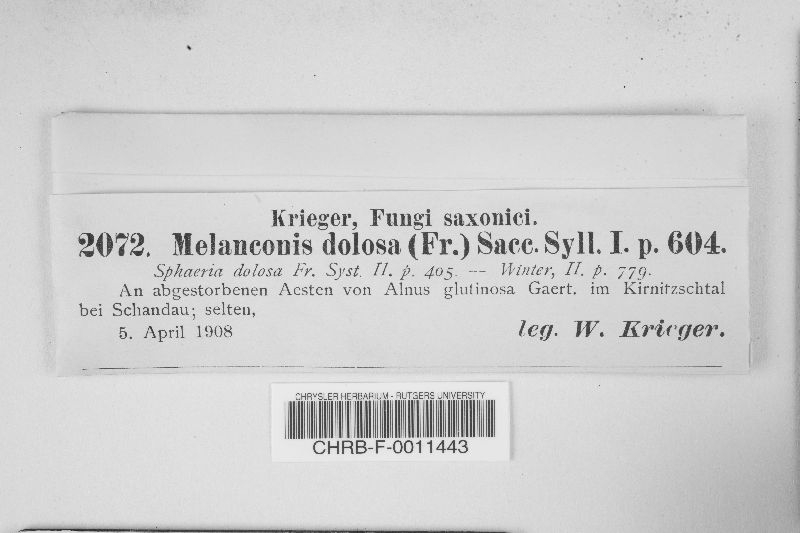 Krieger, Fungi saxonici.
2072. Melanconis dolosa (Fr.) Sacc. Syll. I. p. 604.
Sphaeria dolosa Fr. Syst. II. p. 405. — Winter, II. p. 779.
An abgestorbenen Aesten von Alnus glutinosa Gaert. im Kirnitzschtal
bei Schandau; selten,
5. April 1908
leg. W. Krieger.
CHRYSLER HERBARIUM - RUTGERS UNIVERSITY
CHRB-F-0011443